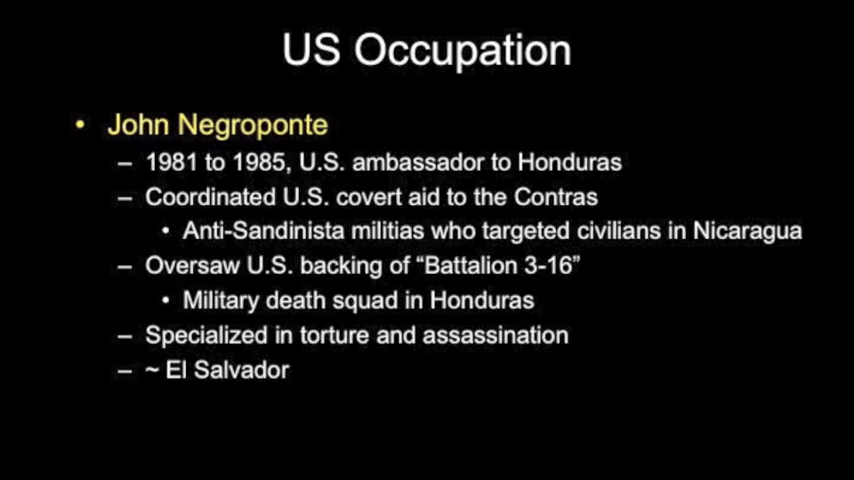 US Occupation
• John Negroponte
– 1981 to 1985, U.S. ambassador to Honduras
– Coordinated U.S. covert aid to the Contras
• Anti-Sandinista militias who targeted civilians in Nicaragua
– Oversaw U.S. backing of “Battalion 3-16”
• Military death squad in Honduras
– Specialized in torture and assassination
– ~ El Salvador